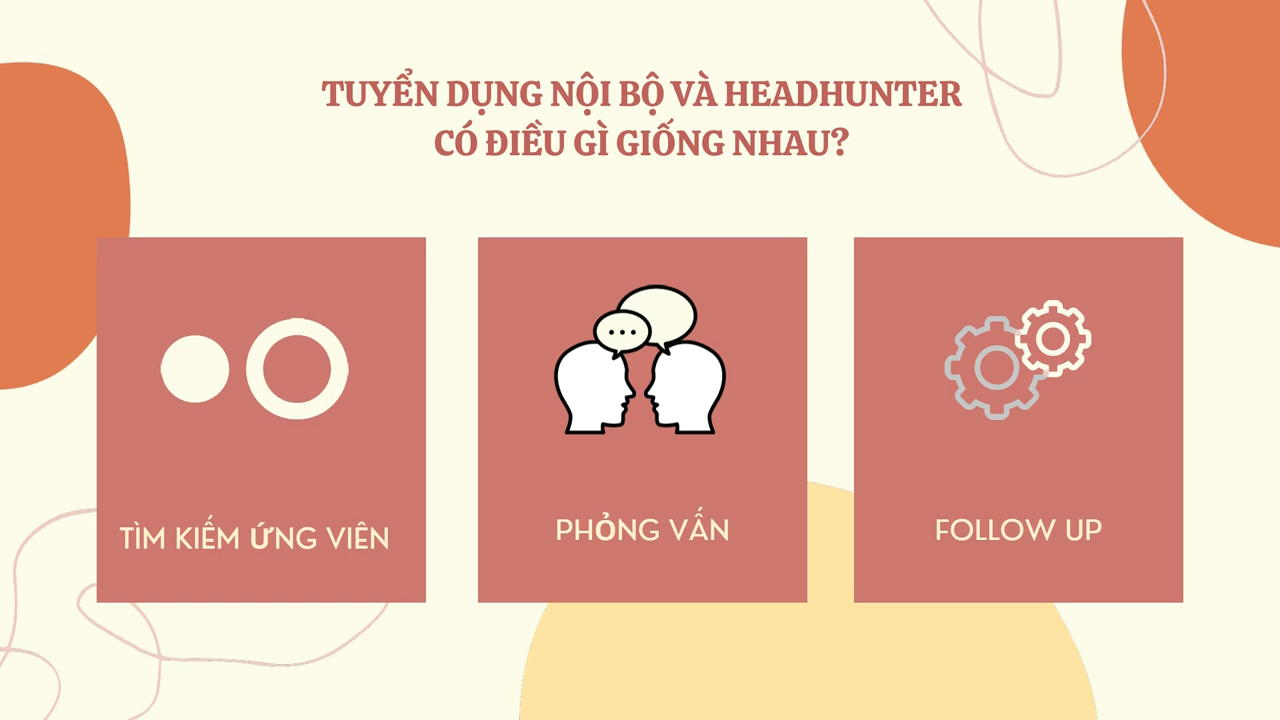 TUYỂN DỤNG NỘI BỘ VÀ HEADHUNTER
CÓ ĐIỀU GÌ GIỐNG NHAU?
TÌM KIẾM ỨNG VIÊN
PHỎNG VẤN
FOLLOW UP